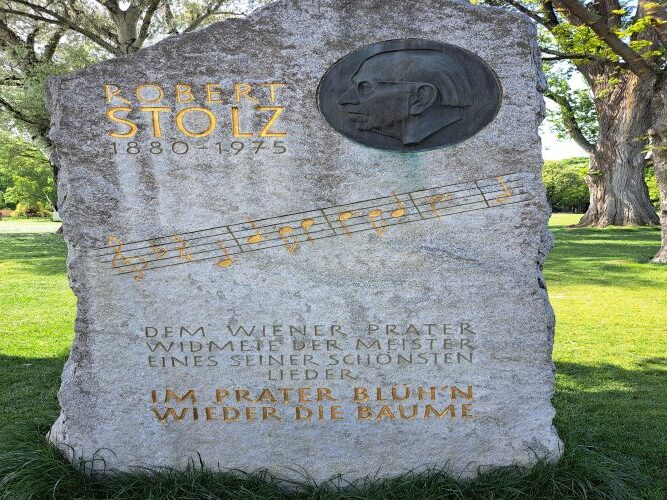 ROBERT
STOLZ
1880-1975
DEM WIENER PRATER
WIDMETE DER MEISTER
EINES SEINER SCHÖNSTEN
LIEDER
IM PRATER BLÜH'N
WIEDER DIE BÄUME